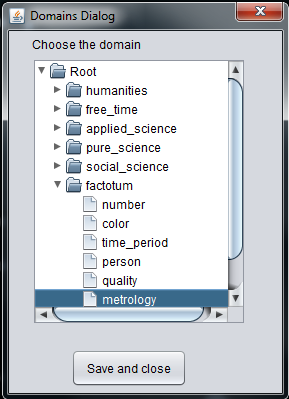 Domains Dialog
Choose the domain
Root
humanities
free_time
applied_science
pure_science
social_science
factotum
number
color
time_period
person
quality
metrology
Save and close